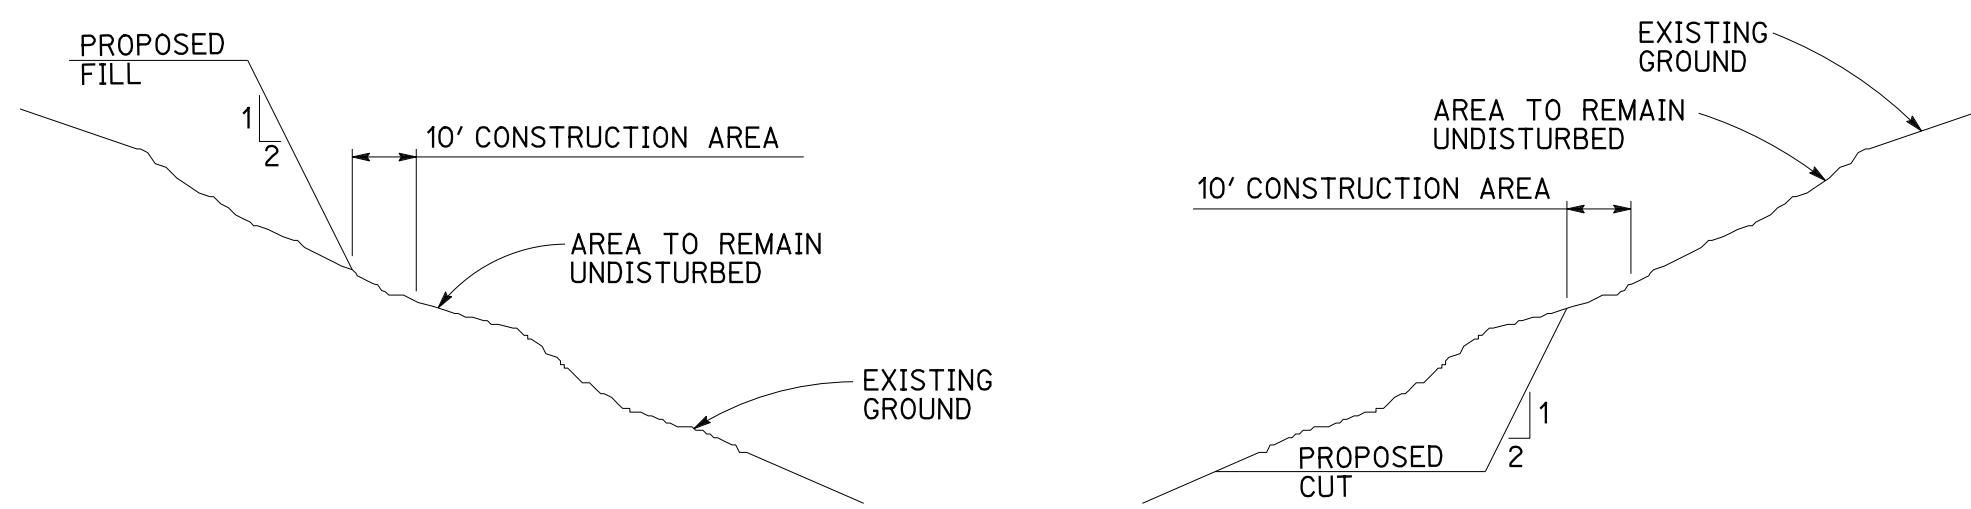 PROPOSED
FILL
1
2
10' CONSTRUCTION AREA
AREA TO REMAIN
UNDISTURBED
EXISTING
GROUND
EXISTING
GROUND
AREA TO REMAIN
UNDISTURBED
10' CONSTRUCTION AREA
1
2
PROPOSED
CUT